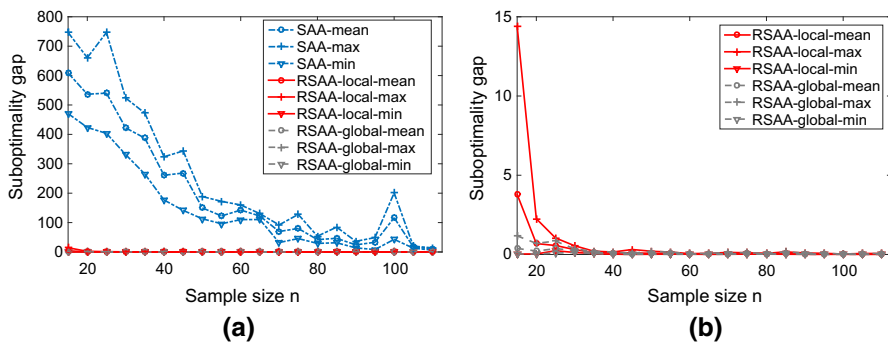 800
700
600
500
400
300
200
100
0
Suboptimality gap
20
40
60
80
100
Sample size n
SAA-mean
SAA-max
SAA-min
RSAA-local-mean
RSAA-local-max
RSAA-local-min
RSAA-global-mean
RSAA-global-max
RSAA-global-min
(a)
15
10
5
0
Suboptimality gap
20
40
60
80
100
Sample size n
RSAA-local-mean
RSAA-local-max
RSAA-local-min
RSAA-global-mean
RSAA-global-max
RSAA-global-min
(b)